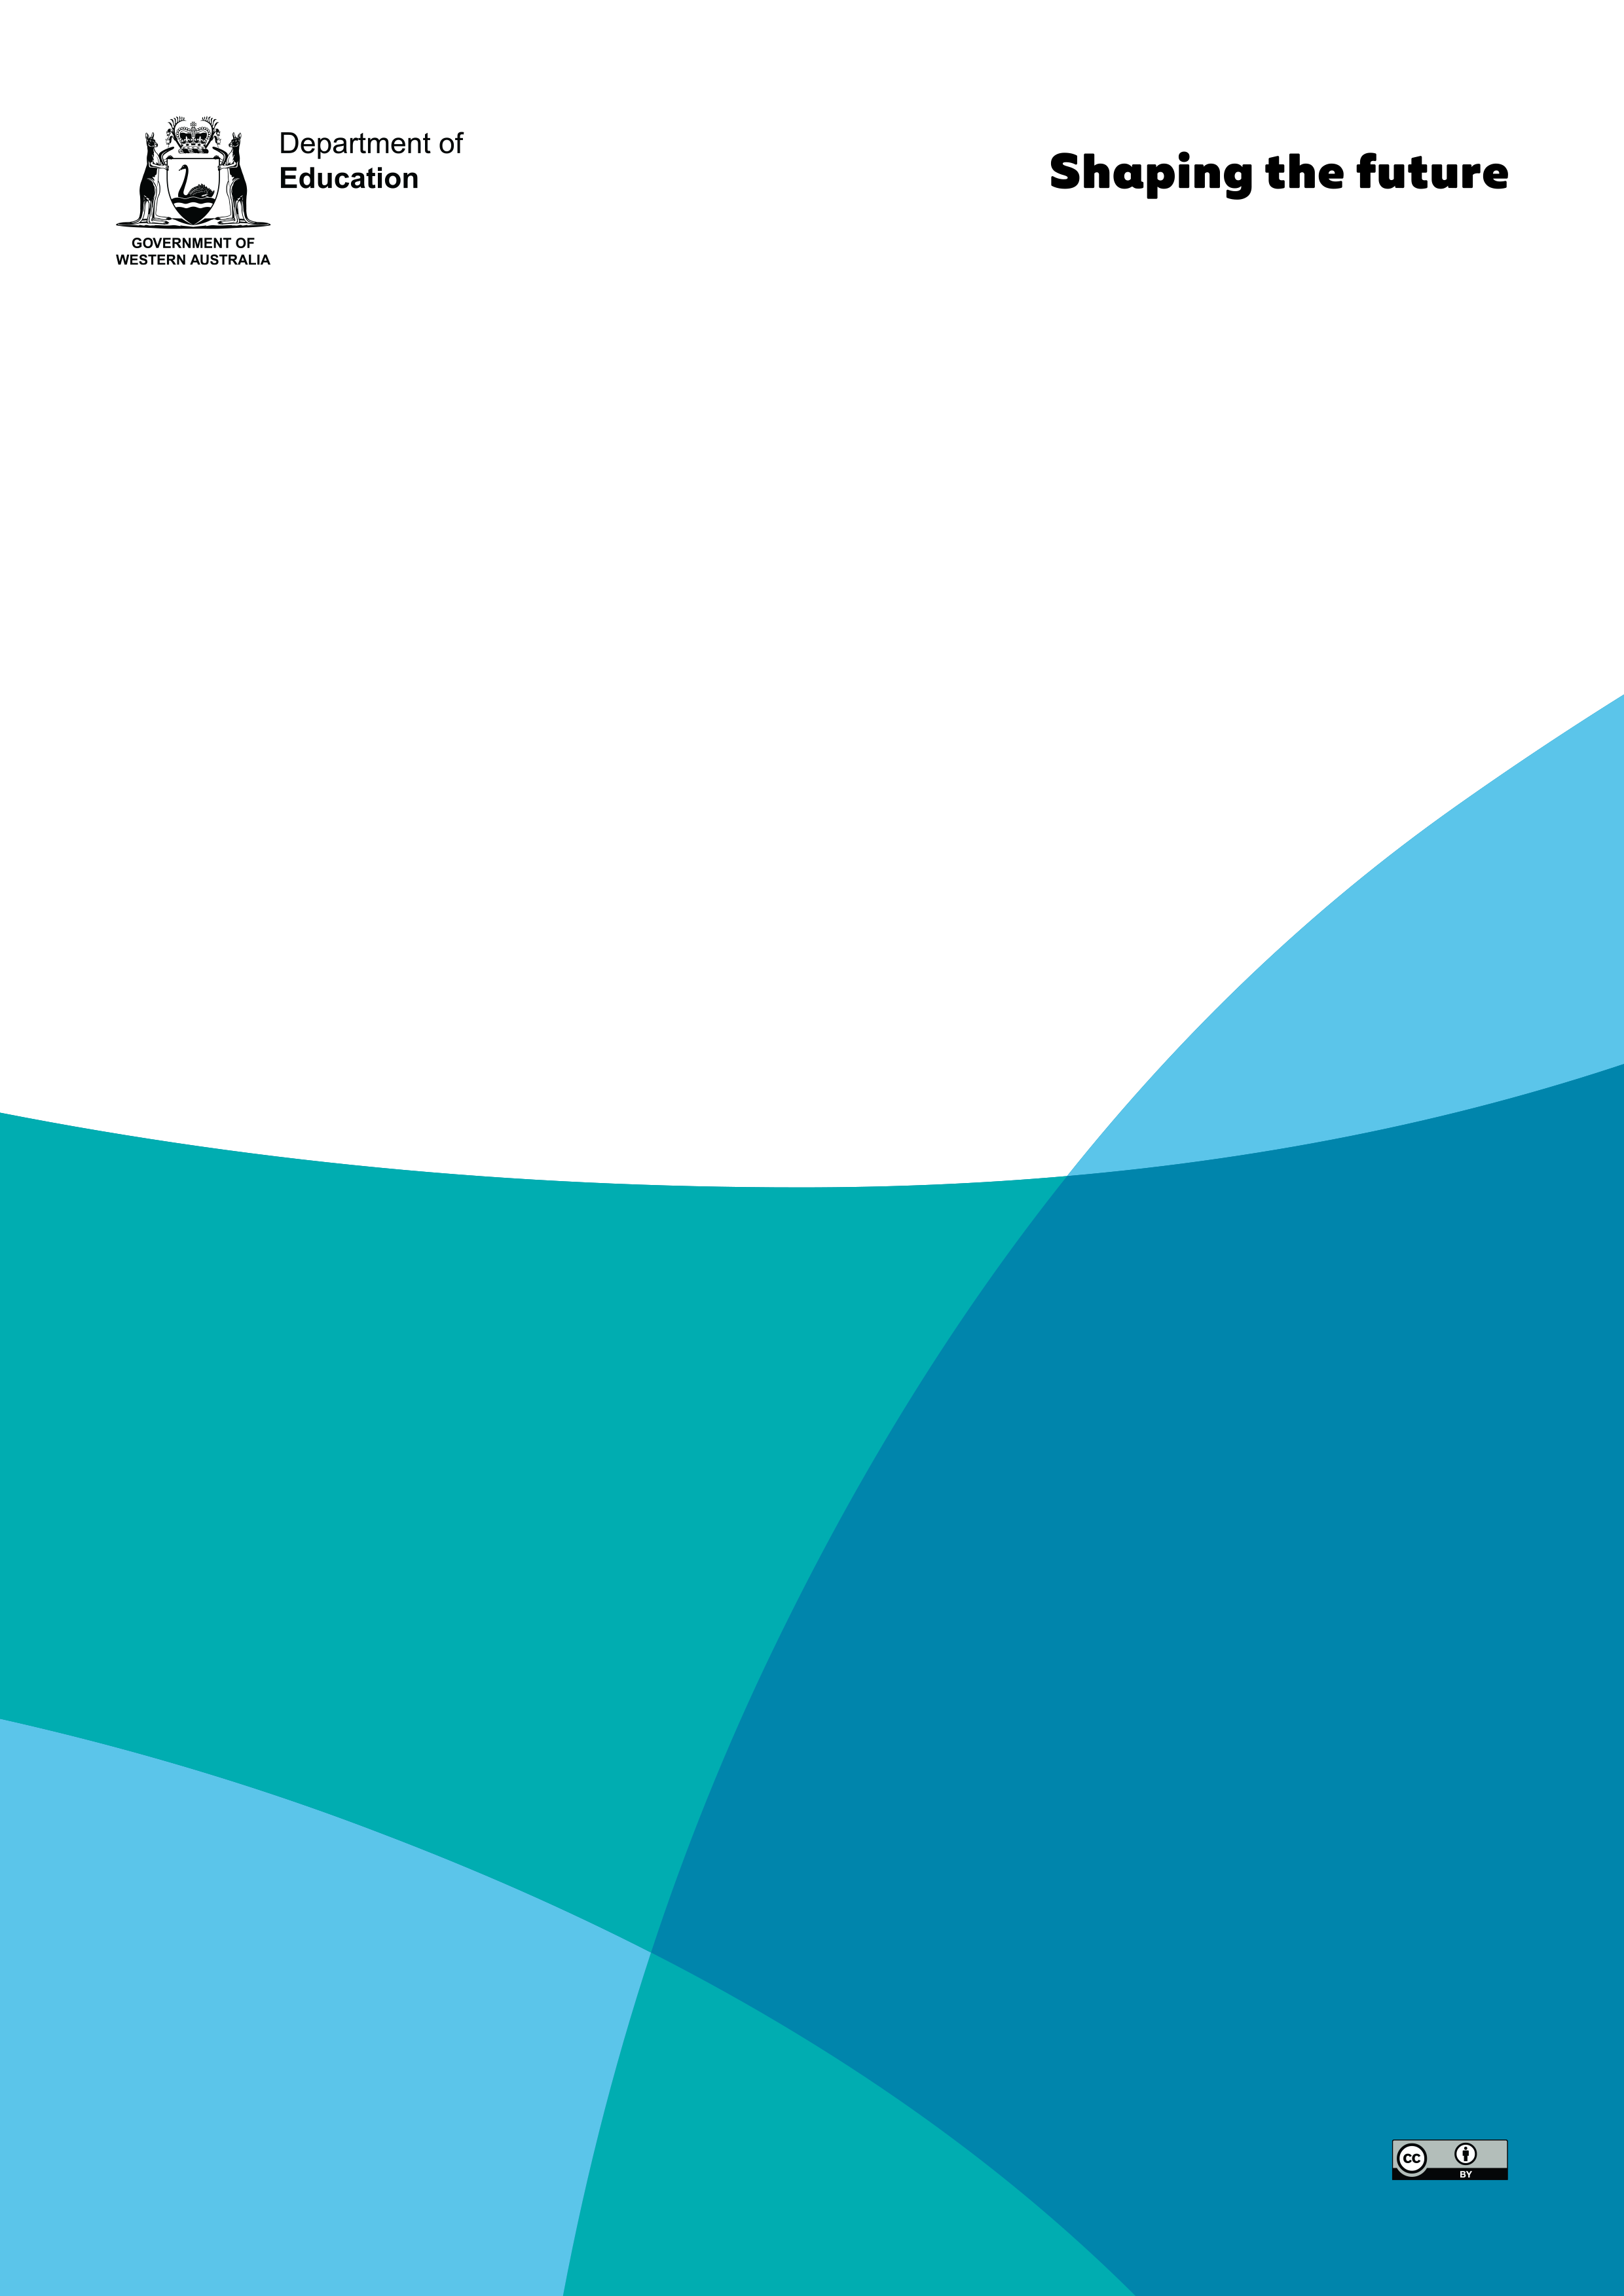 Department of
Education
GOVERNMENT OF
WESTERN AUSTRALIA
Shaping the future
CC
BY